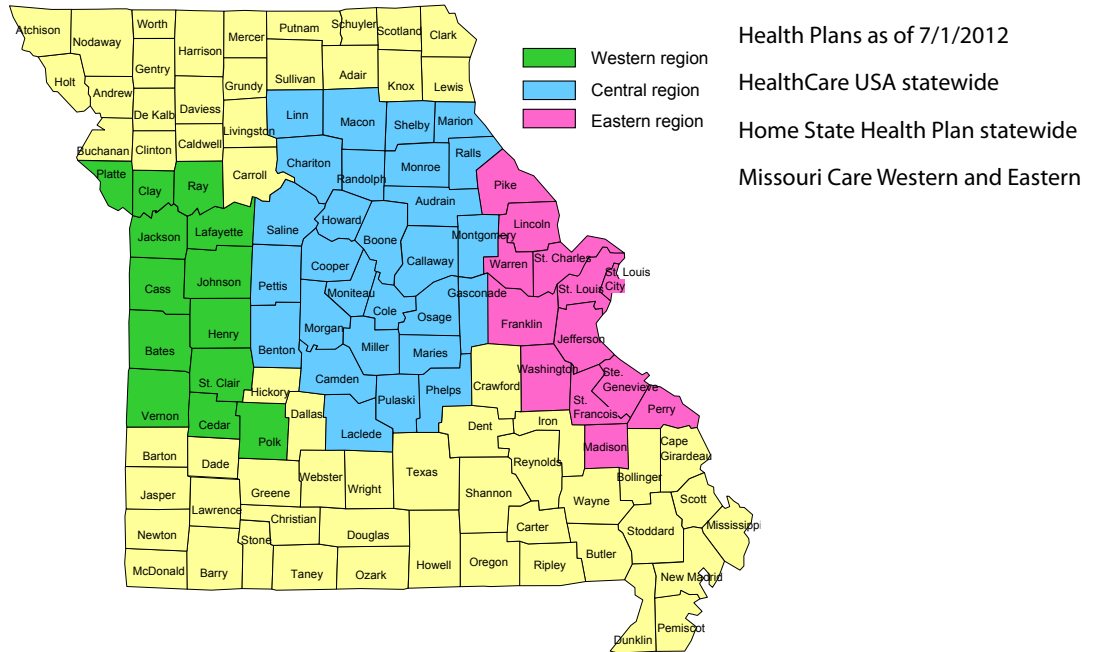 Atchison
Nodaway
Worth
Harrison
Mercer
Putnam
Schuyler
Scotland
Clark
Holt
Andrew
Gentry
De Kalb
Daviess
Grundy
Sullivan
Adair
Knox
Lewis
Buchanan
Clinton
Caldwell
Livingston
Linn
Macon
Shelby
Marion
Platte
Clay
Ray
Carroll
Chariton
Randolph
Monroe
Ralls
Pike
Audrain
Jackson
Lafayette
Saline
Howard
Boone
Callaway
Montgomery
Lincoln
Warren
St. Charles
St. Louis
City
St. Louis
Cass
Johnson
Pettis
Cooper
Moniteau
Cole
Osage
Gasconade
Franklin
Jefferson
Bates
Henry
Benton
Morgan
Miller
Maries
St. Clair
Hickory
Camden
Pulaski
Phelps
Crawford
Washington
Ste.
Genevieve
St.
Francois
Perry
Vernon
Cedar
Polk
Dallas
Laclede
Dent
Iron
Madison
Barton
Dade
Greene
Webster
Wright
Texas
Reynolds
Bollinger
Cape
Girardeau
Jasper
Lawrence
Christian
Douglas
Shannon
Wayne
Scott
Mississippi
Newton
Stone
Carter
Butler
Stoddard
McDonald
Barry
Taney
Ozark
Howell
Oregon
Ripley
New Madrid
Dunklin
Pemiscot
Western region
Central region
Eastern region
Health Plans as of 7/1/2012
HealthCare USA statewide
Home State Health Plan statewide
Missouri Care Western and Eastern